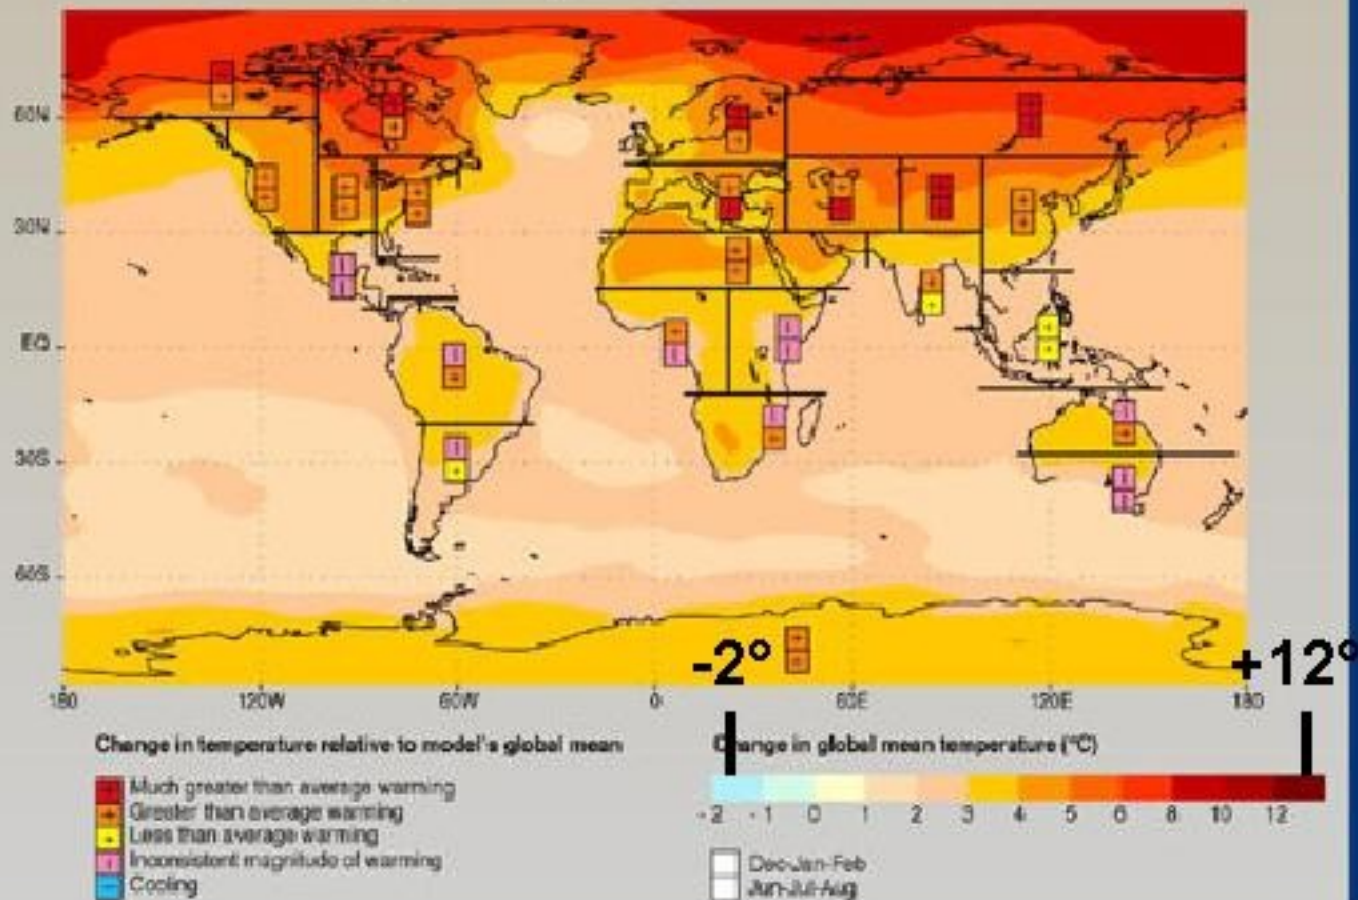 60N
30N
EQ
30S
60S
180 120W 60W 0 60E 120E 180
-2° +12°
Change in temperature relative to model's global mean
Much greater than average warming
Greater than average warming
Less than average warming
Inconsistent magnitude of warming
Cooling
Change in global mean temperature (°C)
-2 -1 0 1 2 3 4 5 6 8 10 12
Dec-Jan-Feb
Jun-Jul-Aug